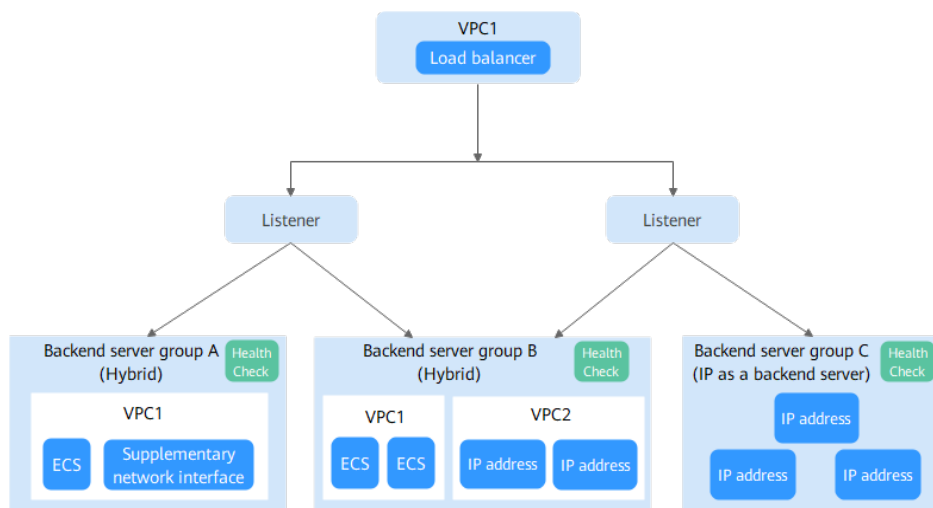 VPC1
Load balancer
Listener
Listener
Backend server group A
(Hybrid)
Health
Check
VPC1
ECS
Supplementary
network interface
Backend server group B
(Hybrid)
Health
Check
VPC1
ECS
ECS
VPC2
IP address
IP address
Backend server group C
(IP as a backend server)
Health
Check
IP address
IP address
IP address